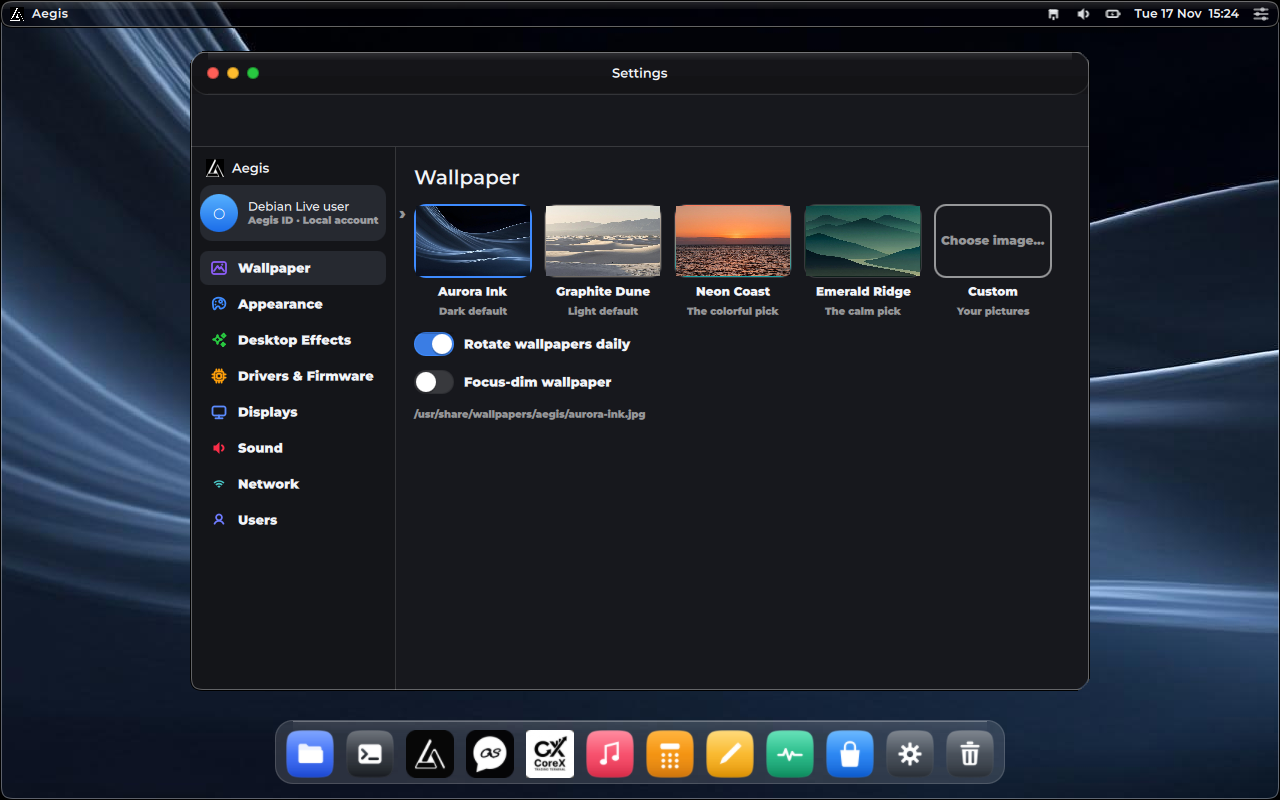 Aegis
Tue 17 Nov 15:24
Settings
Aegis
Debian Live user
Aegis ID • Local account
Wallpaper
Appearance
Desktop Effects
Drivers & Firmware
Displays
Sound
Network
Users
Wallpaper
Choose image...
Aurora Ink
Graphite Dune
Neon Coast
Emerald Ridge
Custom
Dark default
Light default
The colorful pick
The calm pick
Your pictures
Rotate wallpapers daily
Focus-dim wallpaper
/usr/share/wallpapers/aegis/aurora-ink.jpg
as
CX
CoreX